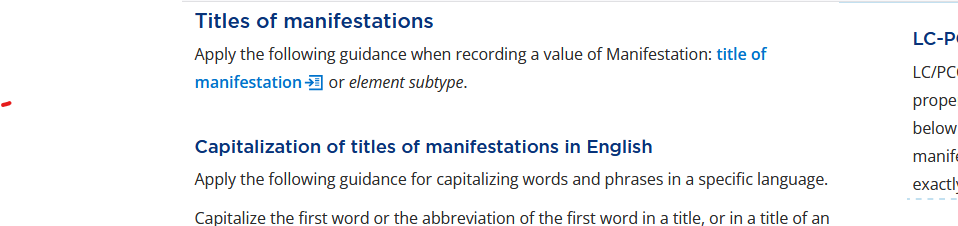 Titles of manifestations
Apply the following guidance when recording a value of Manifestation: title of
manifestation or element subtype.
Capitalization of titles of manifestations in English
Apply the following guidance for capitalizing words and phrases in a specific language.
Capitalize the first word or the abbreviation of the first word in a title, or in a title of an
LC-P
LC/PC
prope
below
manife
exactly